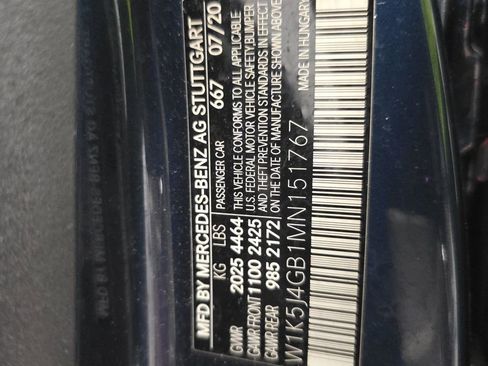 MFD BY MERCEDES-BENZ AG STUTTGART
667 07/20
PASSENGER CAR
KG LBS
GVWR 2025 4464
GAWR FRONT 1100 2425
GAWR REAR 985 2172
THIS VEHICLE CONFORMS TO ALL APPLICABLE
U.S. FEDERAL MOTOR VEHICLE SAFETY, BUMPER
AND THEFT PREVENTION STANDARDS IN EFFECT
ON THE DATE OF MANUFACTURE SHOWN ABOVE
W1K5J4GB1MN151767
MADE IN HUNGARY